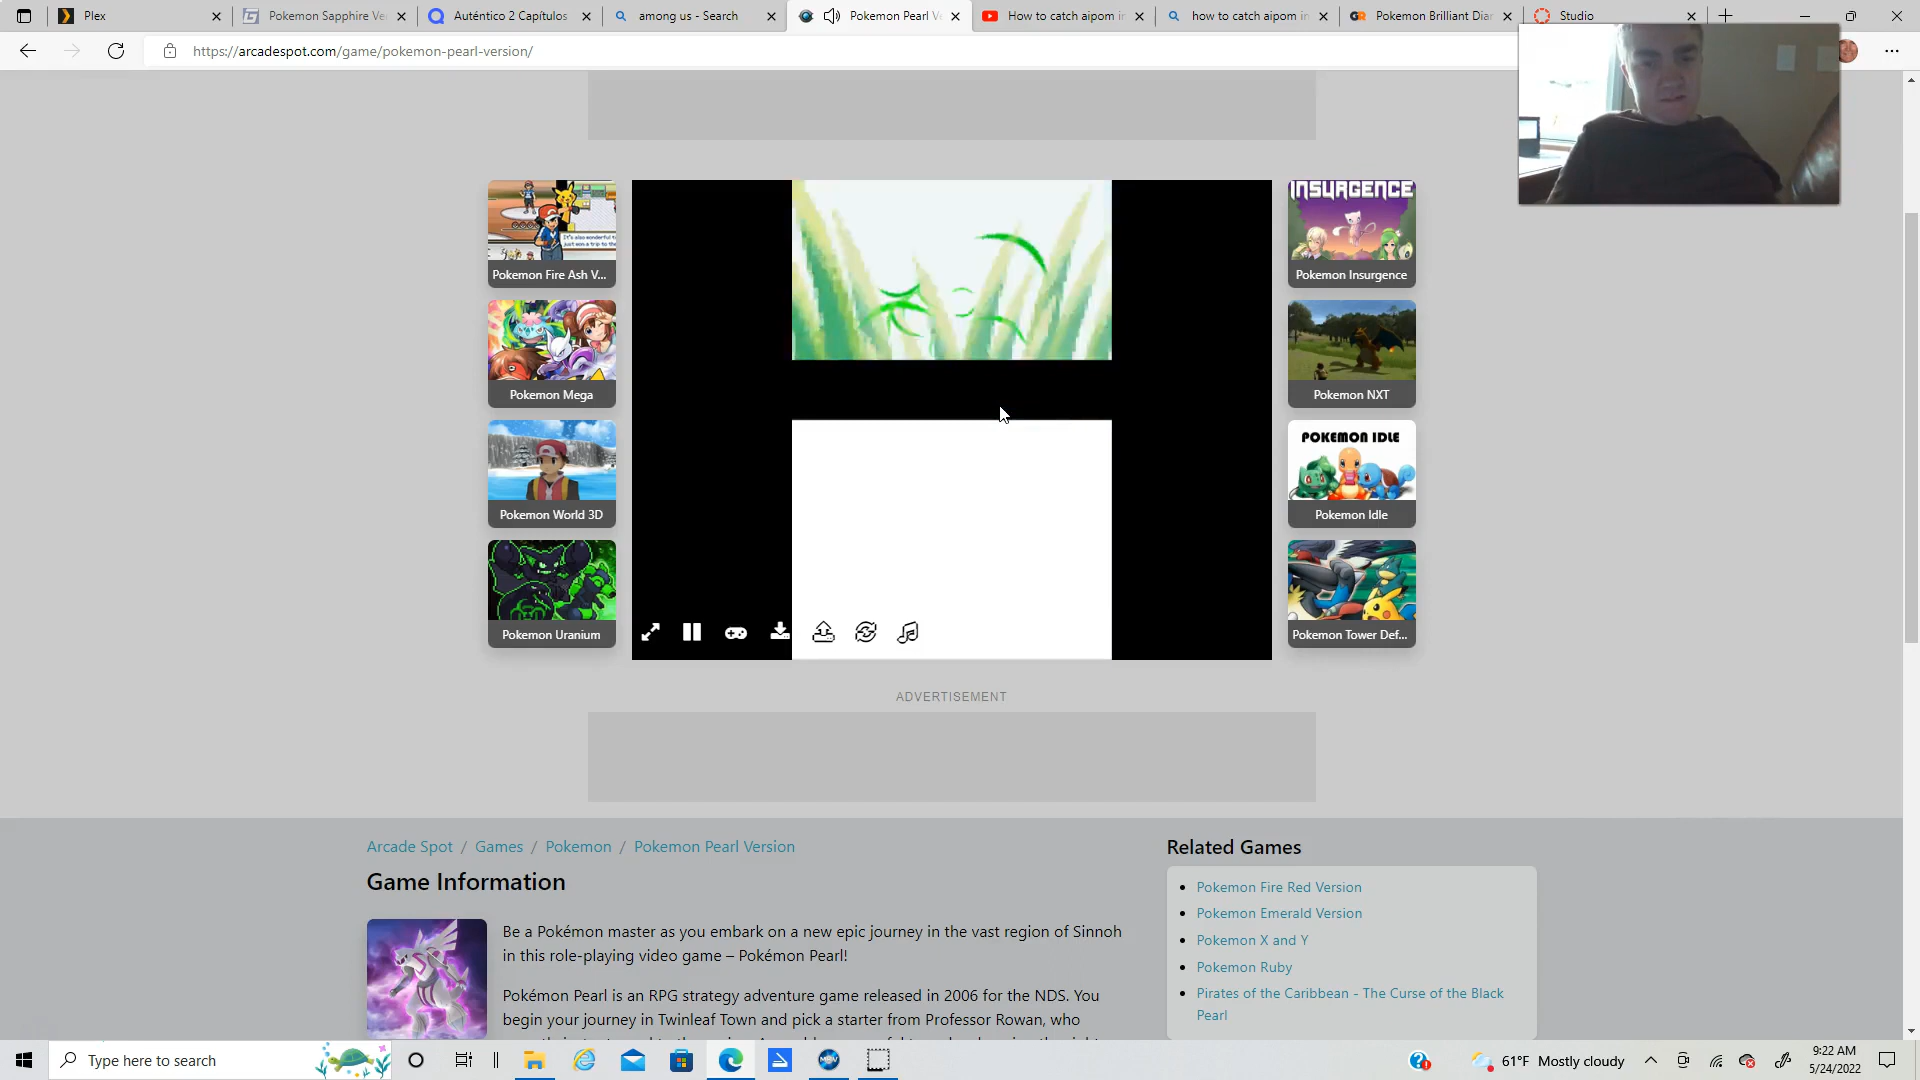 Plex
Pokemon Sapphire Ve
Auténtico 2 Capítulos
among us - Search
Pokemon Pearl V
How to catch aipom i
how to catch aipom i
Pokemon Brilliant Dia
Studio
https://arcadespot.com/game/pokemon-pearl-version/
Pokemon Fire Ash V...
Pokemon Mega
Pokemon World 3D
Pokemon Uranium
INSURGENCE
Pokemon Insurgence
Pokemon NXT
POKEMON IDLE
Pokemon Idle
Pokemon Tower Def...
ADVERTISEMENT
Arcade Spot / Games / Pokemon / Pokemon Pearl Version
Game Information
Be a Pokémon master as you embark on a new epic journey in the vast region of Sinnoh
in this role-playing video game – Pokémon Pearl!
Pokémon Pearl is an RPG strategy adventure game released in 2006 for the NDS. You
begin your journey in Twinleaf Town and pick a starter from Professor Rowan, who
Related Games
Pokemon Fire Red Version
Pokemon Emerald Version
Pokemon X and Y
Pokemon Ruby
Pirates of the Caribbean - The Curse of the Black
Pearl
Type here to search
61°F Mostly cloudy
9:22 AM
5/24/2022